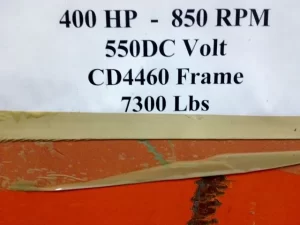 400 HP - 850 RPM
550DC Volt
CD4460 Frame
7300 Lbs